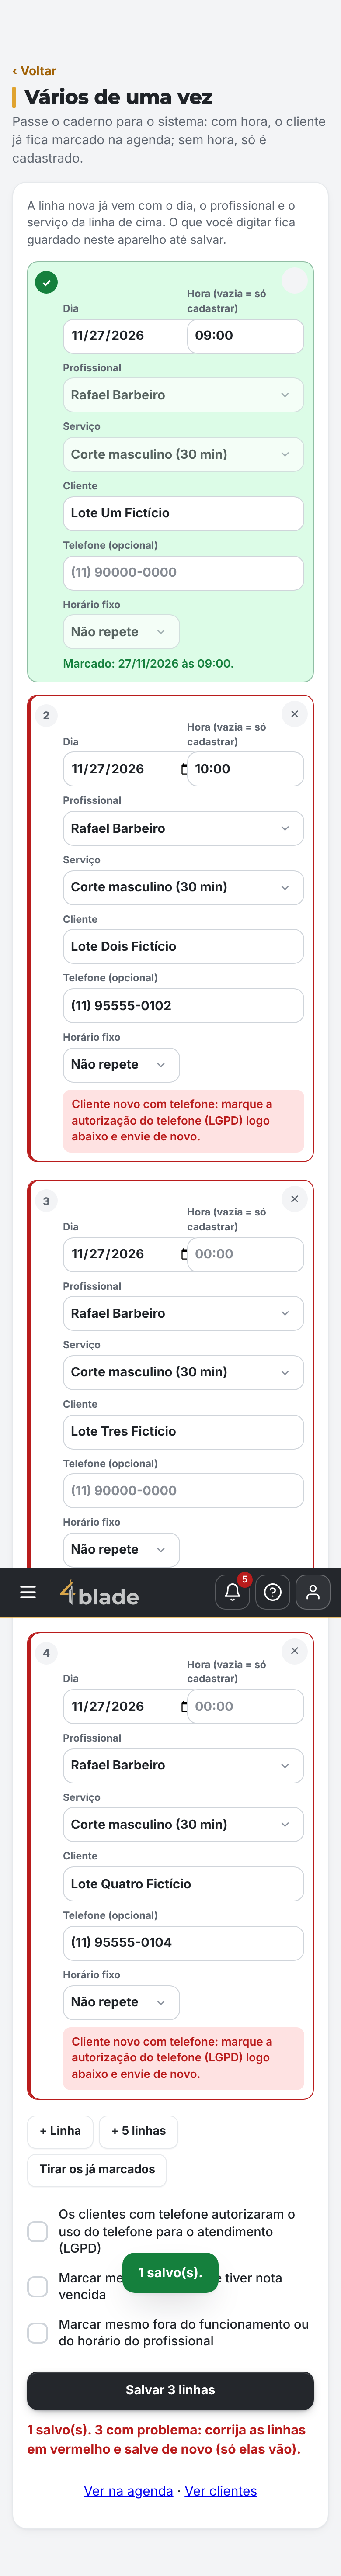 ‹ Voltar
Vários de uma vez
Passe o caderno para o sistema: com hora, o cliente
já fica marcado na agenda; sem hora, só é
cadastrado.
A linha nova já vem com o dia, o profissional e o
serviço da linha de cima. O que você digitar fica
guardado neste aparelho até salvar.
Dia
Hora (vazia = só
cadastrar)
11/27/2026
09:00
Profissional
Rafael Barbeiro
Serviço
Corte masculino (30 min)
Cliente
Lote Um Fictício
Telefone (opcional)
(11) 90000-0000
Horário fixo
Não repete
Marcado: 27/11/2026 às 09:00.
2
Dia
Hora (vazia = só
cadastrar)
11/27/2026
10:00
Profissional
Rafael Barbeiro
Serviço
Corte masculino (30 min)
Cliente
Lote Dois Fictício
Telefone (opcional)
(11) 95555-0102
Horário fixo
Não repete
Cliente novo com telefone: marque a
autorização do telefone (LGPD) logo
abaixo e envie de novo.
3
Dia
Hora (vazia = só
cadastrar)
11/27/2026
00:00
Profissional
Rafael Barbeiro
Serviço
Corte masculino (30 min)
Cliente
Lote Tres Fictício
Telefone (opcional)
(11) 90000-0000
Horário fixo
Não repete
4blade
5
4
Dia
Hora (vazia = só
cadastrar)
11/27/2026
00:00
Profissional
Rafael Barbeiro
Serviço
Corte masculino (30 min)
Cliente
Lote Quatro Fictício
Telefone (opcional)
(11) 95555-0104
Horário fixo
Não repete
Cliente novo com telefone: marque a
autorização do telefone (LGPD) logo
abaixo e envie de novo.
+ Linha
+ 5 linhas
Tirar os já marcados
Os clientes com telefone autorizaram o
uso do telefone para o atendimento
(LGPD)
1 salvo(s).
Marcar tiver nota
vencida
Marcar mesmo fora do funcionamento ou
do horário do profissional
Salvar 3 linhas
1 salvo(s). 3 com problema: corrija as linhas
em vermelho e salve de novo (só elas vão).
Ver na agenda · Ver clientes